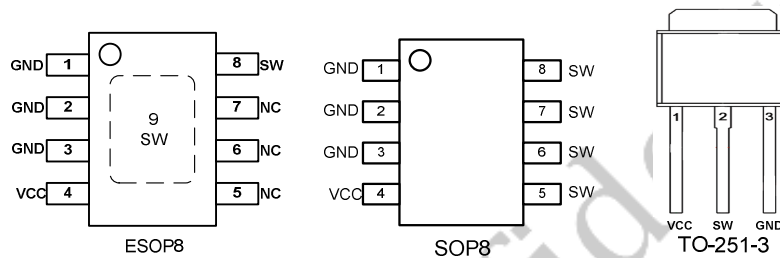 GND 1 8 SW
GND 2 7 NC
GND 3 6 NC
VCC 4 5 NC
9
SW
ESOP8
GND 1 8 SW
GND 2 7 SW
GND 3 6 SW
VCC 4 5 SW
SOP8
1 2 3
VCC SW GND
TO-251-3